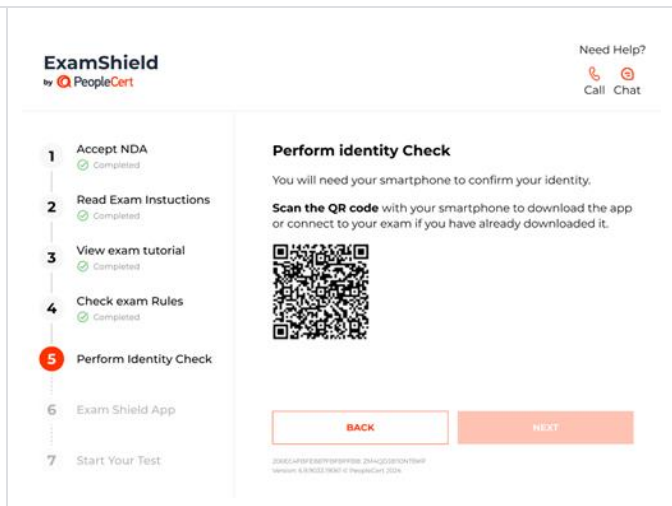 ExamShield
by PeopleCert
Need Help?
Call Chat
1 Accept NDA
Completed
2 Read Exam Instuctions
Completed
3 View exam tutorial
Completed
4 Check exam Rules
Completed
5 Perform Identity Check
6 Exam Shield App
7 Start Your Test
Perform identity Check
You will need your smartphone to confirm your identity.
Scan the QR code with your smartphone to download the app
or connect to your exam if you have already downloaded it.
BACK
NEXT
© PeopleCert 2024